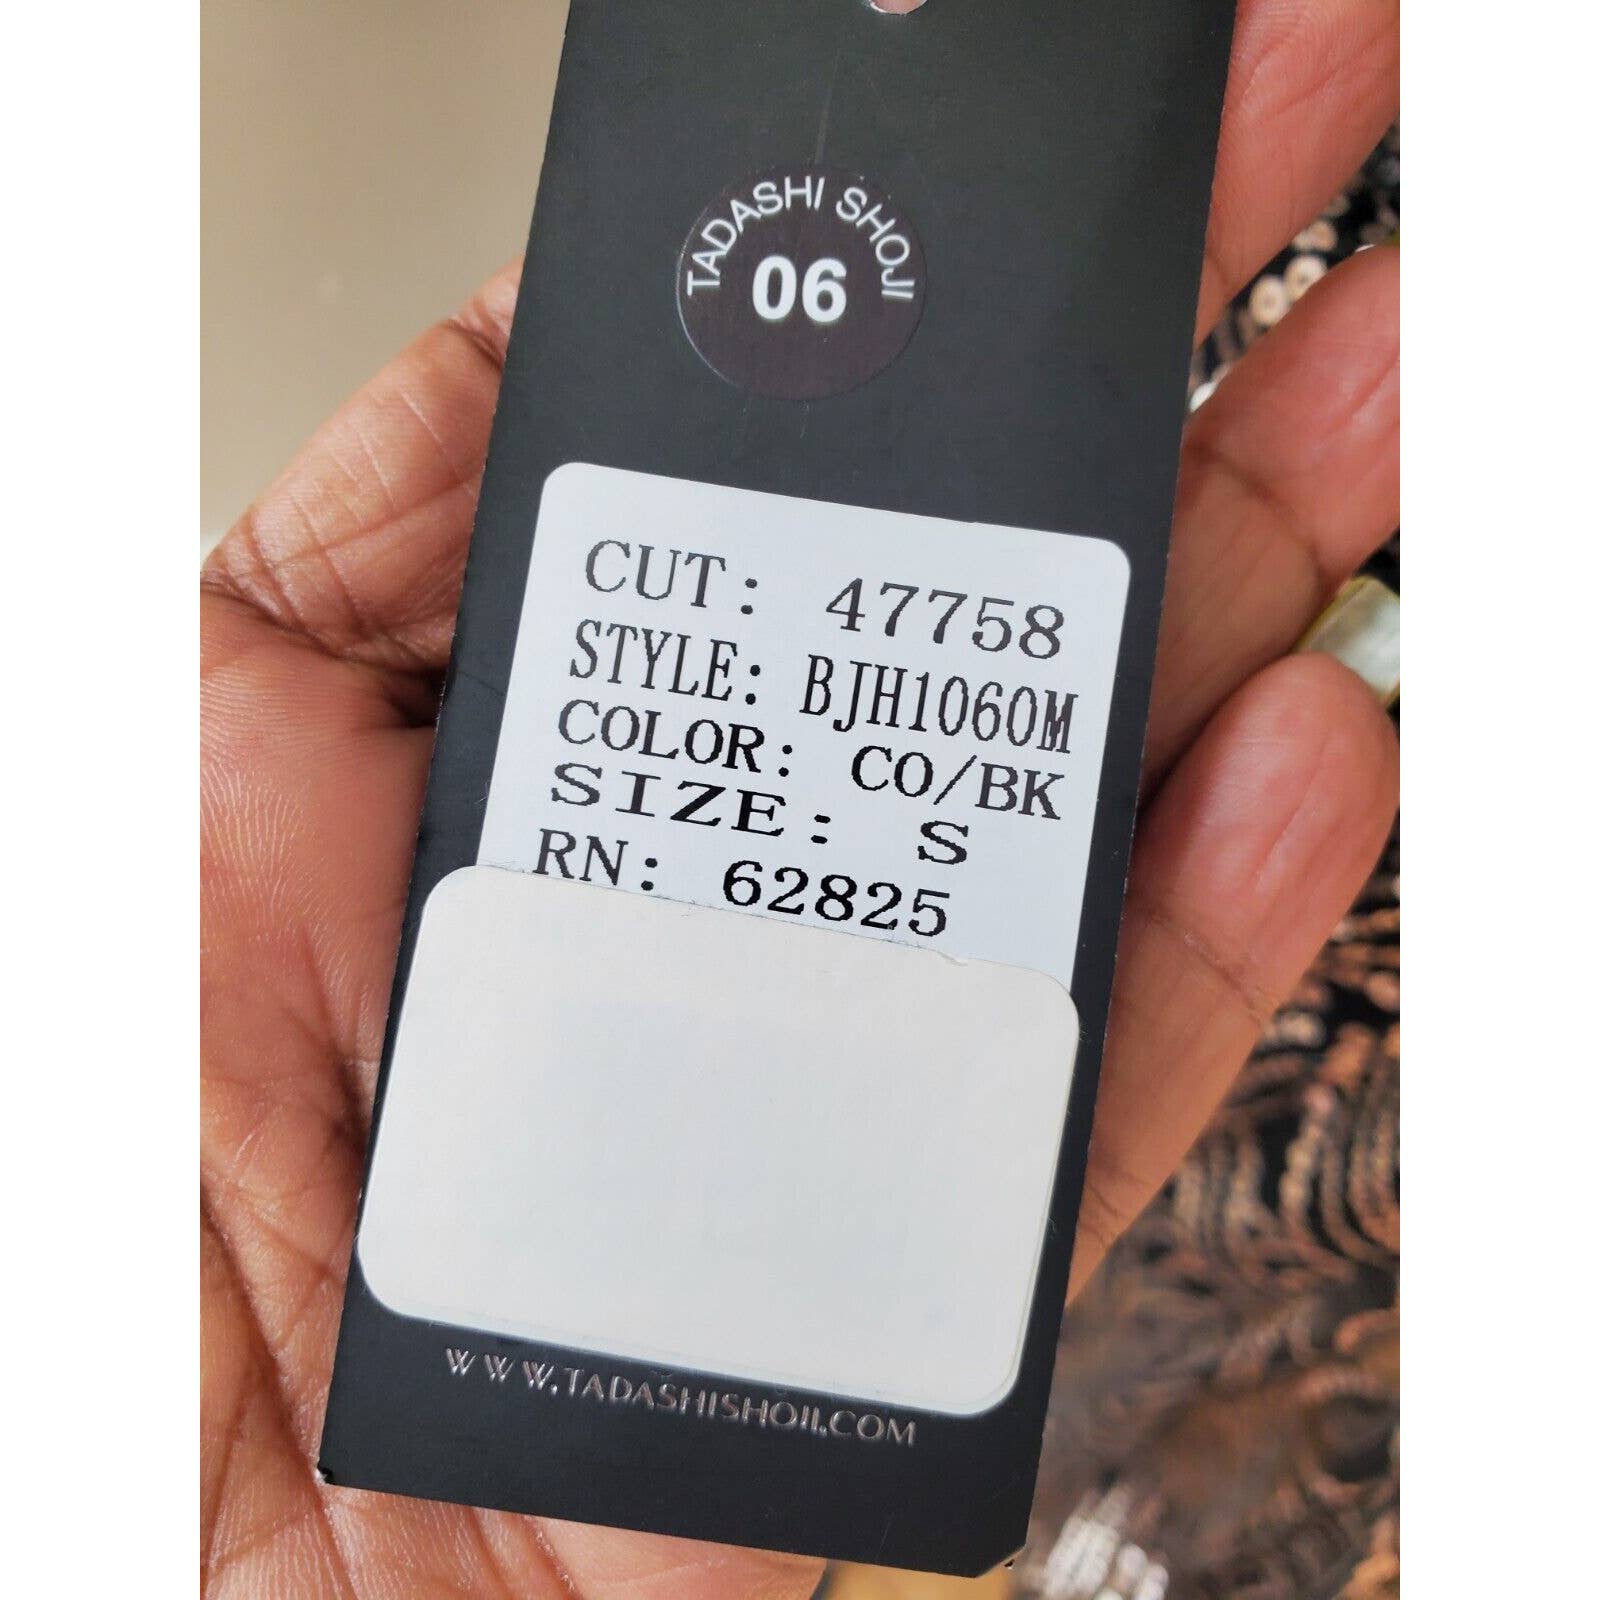 TADASHI SHOJI
06
CUT: 47758
STYLE: BJH1060M
COLOR: CO/BK
SIZE: S
RN: 62825
WWW.TADASHISHOJI.COM